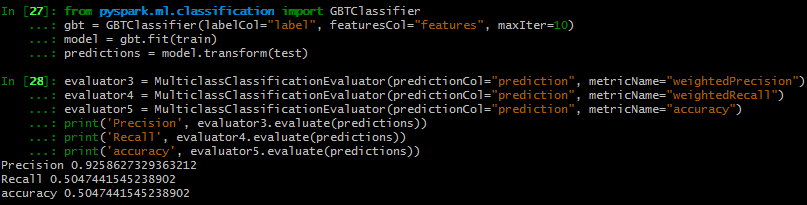 In [27]: from pyspark.ml.classification import GBTClassifier
...: gbt = GBTClassifier(labelCol="label", featuresCol="features", maxIter=10)
...: model = gbt.fit(train)
...: predictions = model.transform(test)
In [28]: evaluator3 = MulticlassClassificationEvaluator(predictionCol="prediction", metricName="weightedPrecision")
...: evaluator4 = MulticlassClassificationEvaluator(predictionCol="prediction", metricName="weightedRecall")
...: evaluator5 = MulticlassClassificationEvaluator(predictionCol="prediction", metricName="accuracy")
...: print('Precision', evaluator3.evaluate(predictions))
...: print('Recall', evaluator4.evaluate(predictions))
...: print('accuracy', evaluator5.evaluate(predictions))
Precision 0.9258627329363212
Recall 0.5047441545238902
accuracy 0.5047441545238902